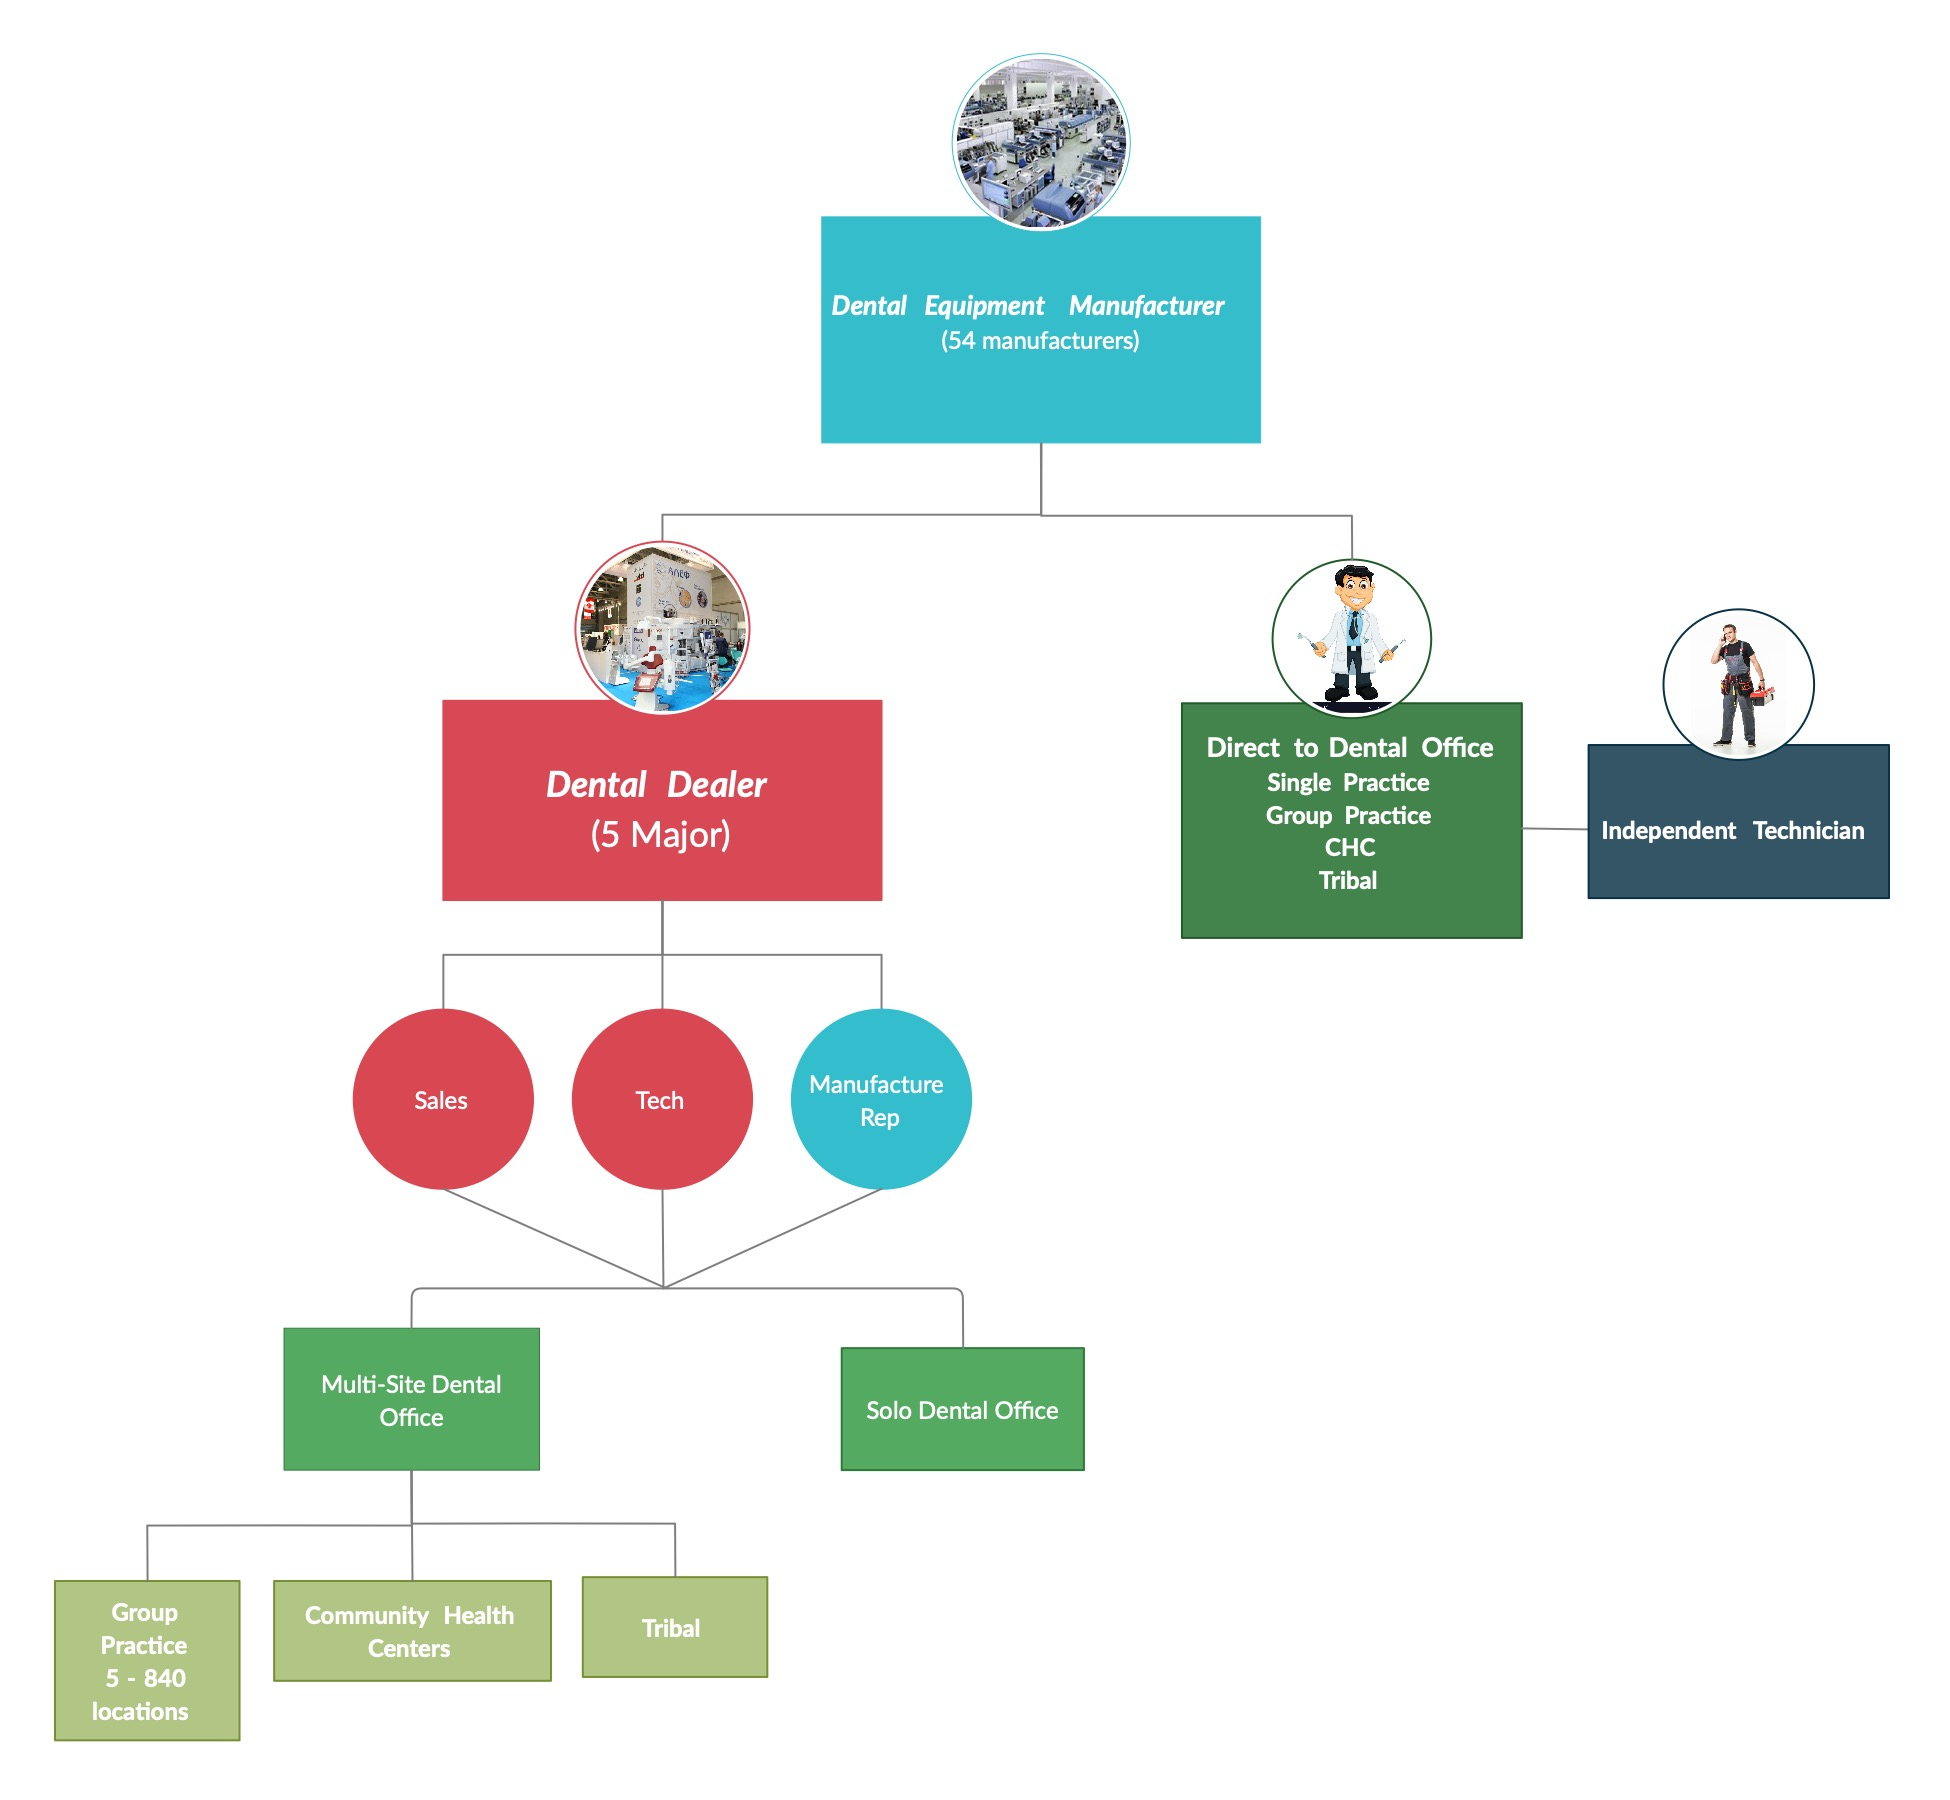 Dental Equipment Manufacturer
(54 manufacturers)
АЛЕФ
Direct to Dental Office
Single Practice
Group Practice
CHC
Tribal
Dental Dealer
(5 Major)
Independent Technician
Sales
Tech
Manufacture
Rep
Multi-Site Dental
Office
Solo Dental Office
Group
Practice
5 - 840
locations
Community Health
Centers
Tribal